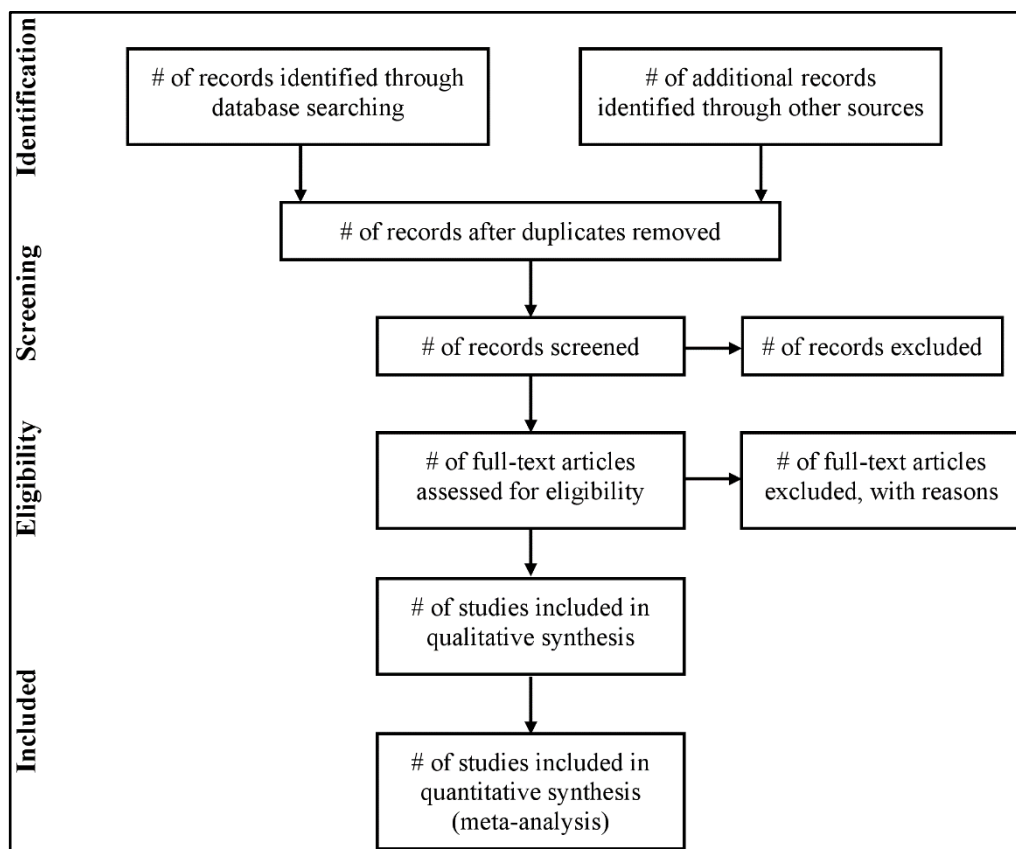 Identification
# of records identified through
database searching
# of additional records
identified through other sources
# of records after duplicates removed
Screening
# of records screened
# of records excluded
Eligibility
# of full-text articles
assessed for eligibility
# of full-text articles
excluded, with reasons
# of studies included in
qualitative synthesis
Included
# of studies included in
quantitative synthesis
(meta-analysis)